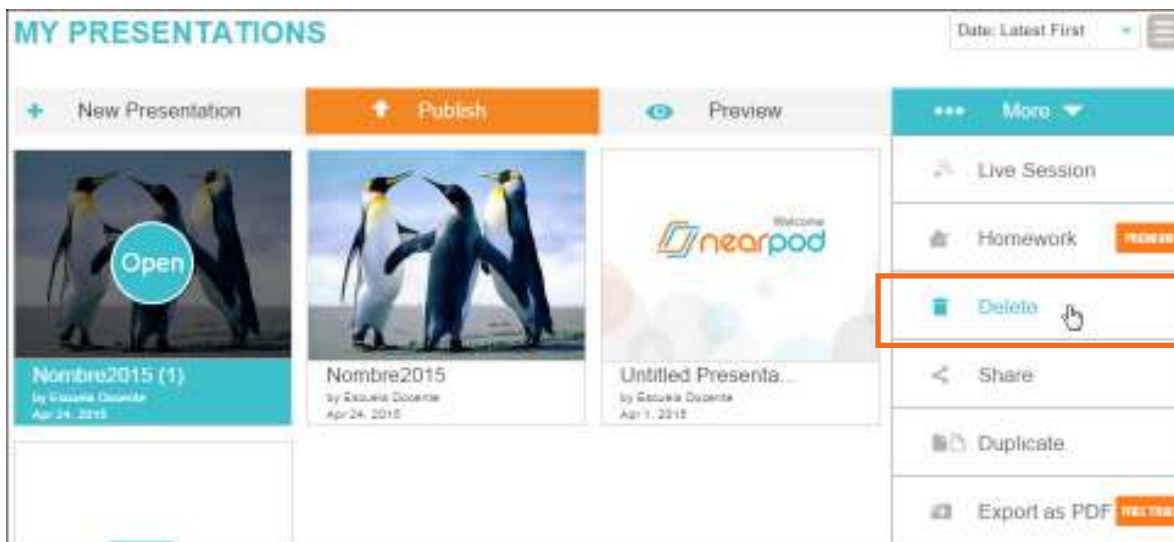 MY PRESENTATIONS
Date: Latest First
New Presentation
Publish
Preview
More
Live Session
Homework
PREMIUM
Delete
Share
Duplicate
Export as PDF
Open
Nombre2015 (1)
by Escuela Docente
Apr 24, 2015
Nombre2015
by Escuela Docente
Apr 24, 2015
Welcome
nearpod
Untitled Presenta...
by Escuela Docente
Apr 1, 2015